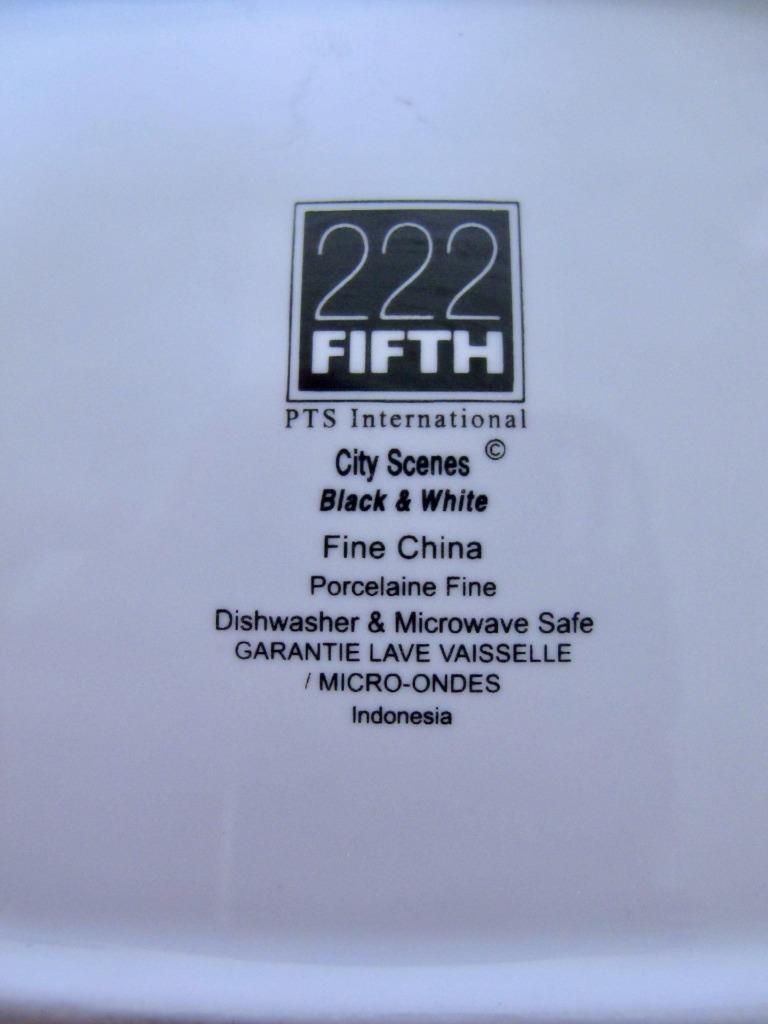 222
FIFTH
PTS International
City Scenes ©
Black & White
Fine China
Porcelaine Fine
Dishwasher & Microwave Safe
GARANTIE LAVE VAISSELLE
/ MICRO-ONDES
Indonesia